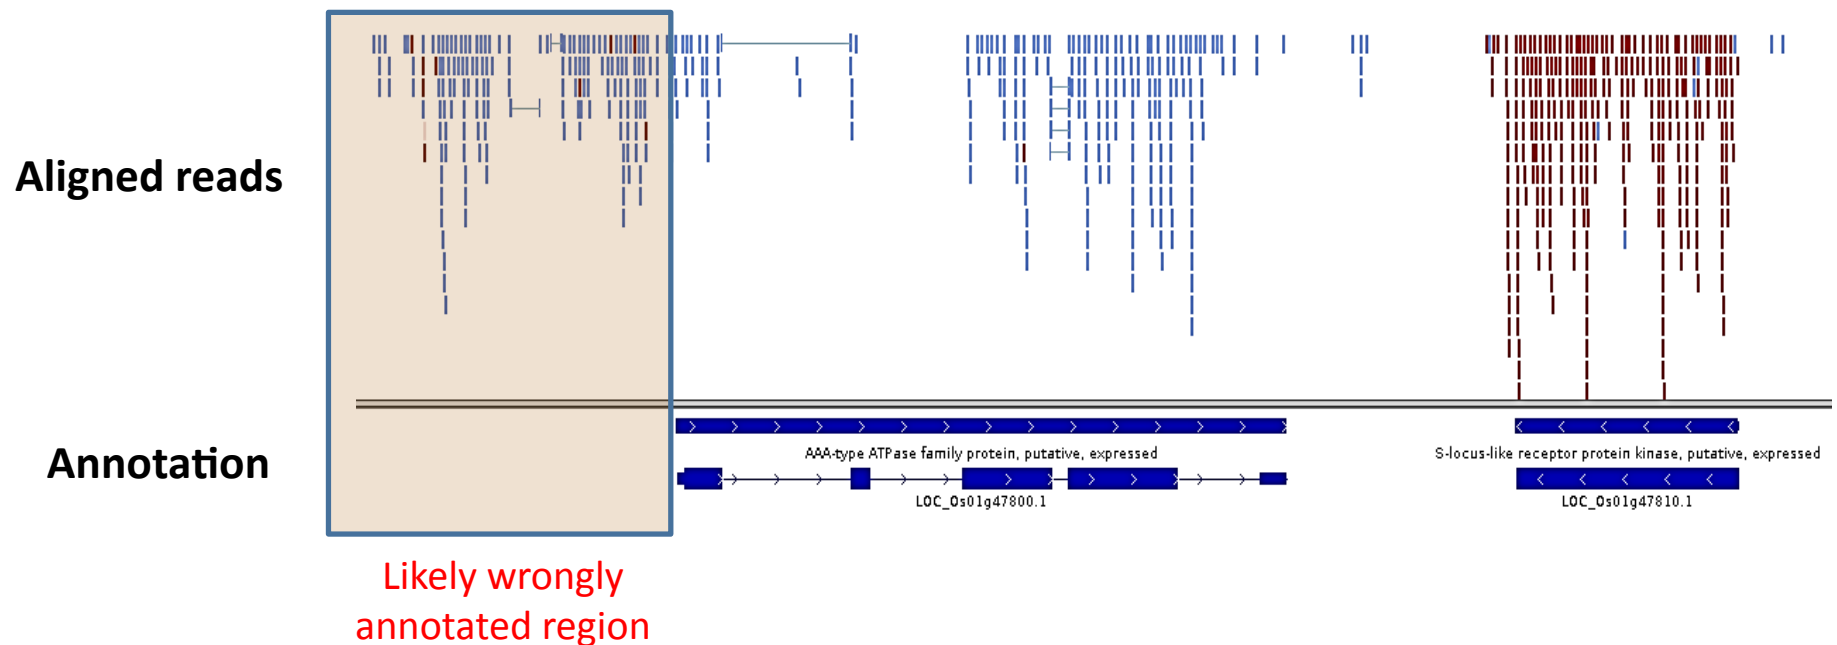 Aligned reads
Annotation
AAA-type ATPase family protein, putative, expressed
S-locus-like receptor protein kinase, putative, expressed
LOC_Os01g47800.1
LOC_Os01g47810.1
Likely wrongly
annotated region